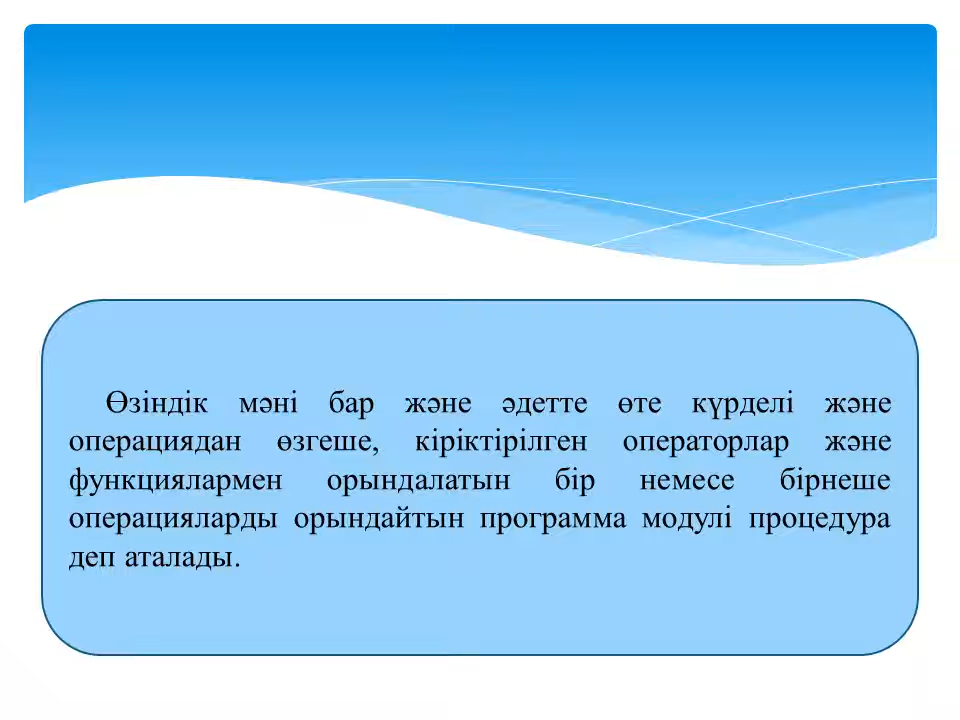 Өзіндік мәні бар және әдетте өте күрделі және
операциядан өзгеше, кіріктірілген операторлар және
функциялармен орындалатын бір немесе бірнеше
операцияларды орындайтын программа модулі процедура
деп аталады.